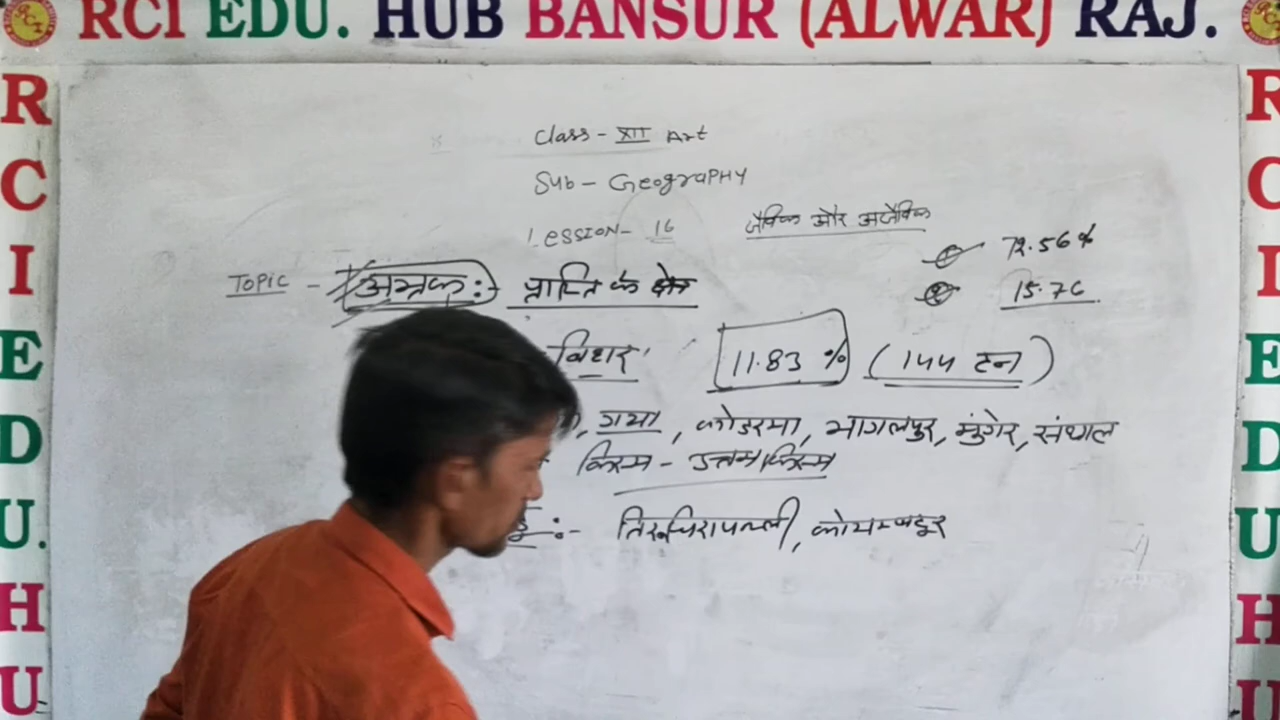 RCI EDU. HUB BANSUR (ALWAR) RAJ.
R
C
I
E
D
U.
H
U
Class - XII Art
Sub - GeograPHY
LESSION - 16 जैविक और अजैविक
72.56%
TOPIC - अभ्रक :- प्राप्ति के क्षेत्र
15.76
बिहार 11.83 % (144 टन)
, गया, कोडरमा, भागलपुर, मुंगेर, संथाल
किस्म - उत्तम किस्म
डु :- तिरूचिरापल्ली, कोयम्बटूर
R
C
I
E
D
U
H
U